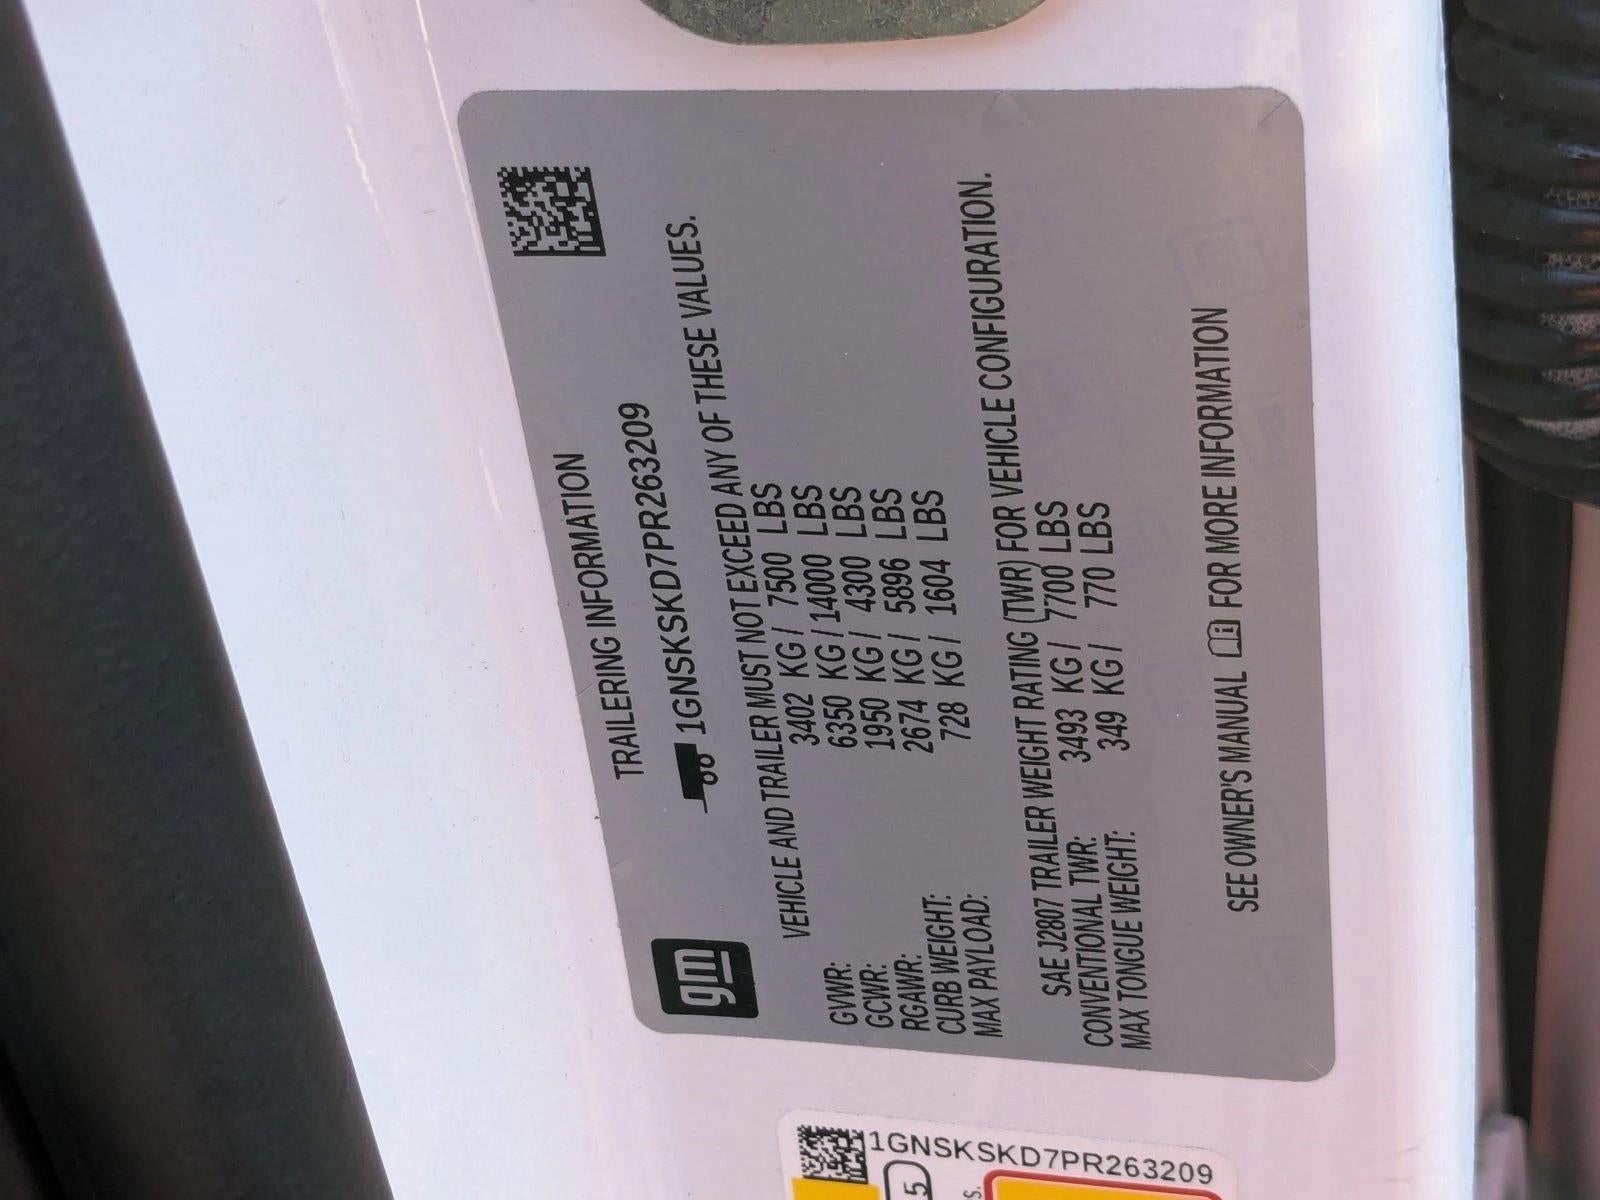 gm
TRAILERING INFORMATION
1GNSKSKD7PR263209
VEHICLE AND TRAILER MUST NOT EXCEED ANY OF THESE VALUES.
GVWR: 3402 KG / 7500 LBS
GCWR: 6350 KG / 14000 LBS
RGAWR: 1950 KG / 4300 LBS
CURB WEIGHT: 2674 KG / 5896 LBS
MAX PAYLOAD: 728 KG / 1604 LBS
SAE J2807 TRAILER WEIGHT RATING (TWR) FOR VEHICLE CONFIGURATION.
CONVENTIONAL TWR: 3493 KG / 7700 LBS
MAX TONGUE WEIGHT: 349 KG / 770 LBS
SEE OWNER'S MANUAL FOR MORE INFORMATION
1GNSKSKD7PR263209
5
s.